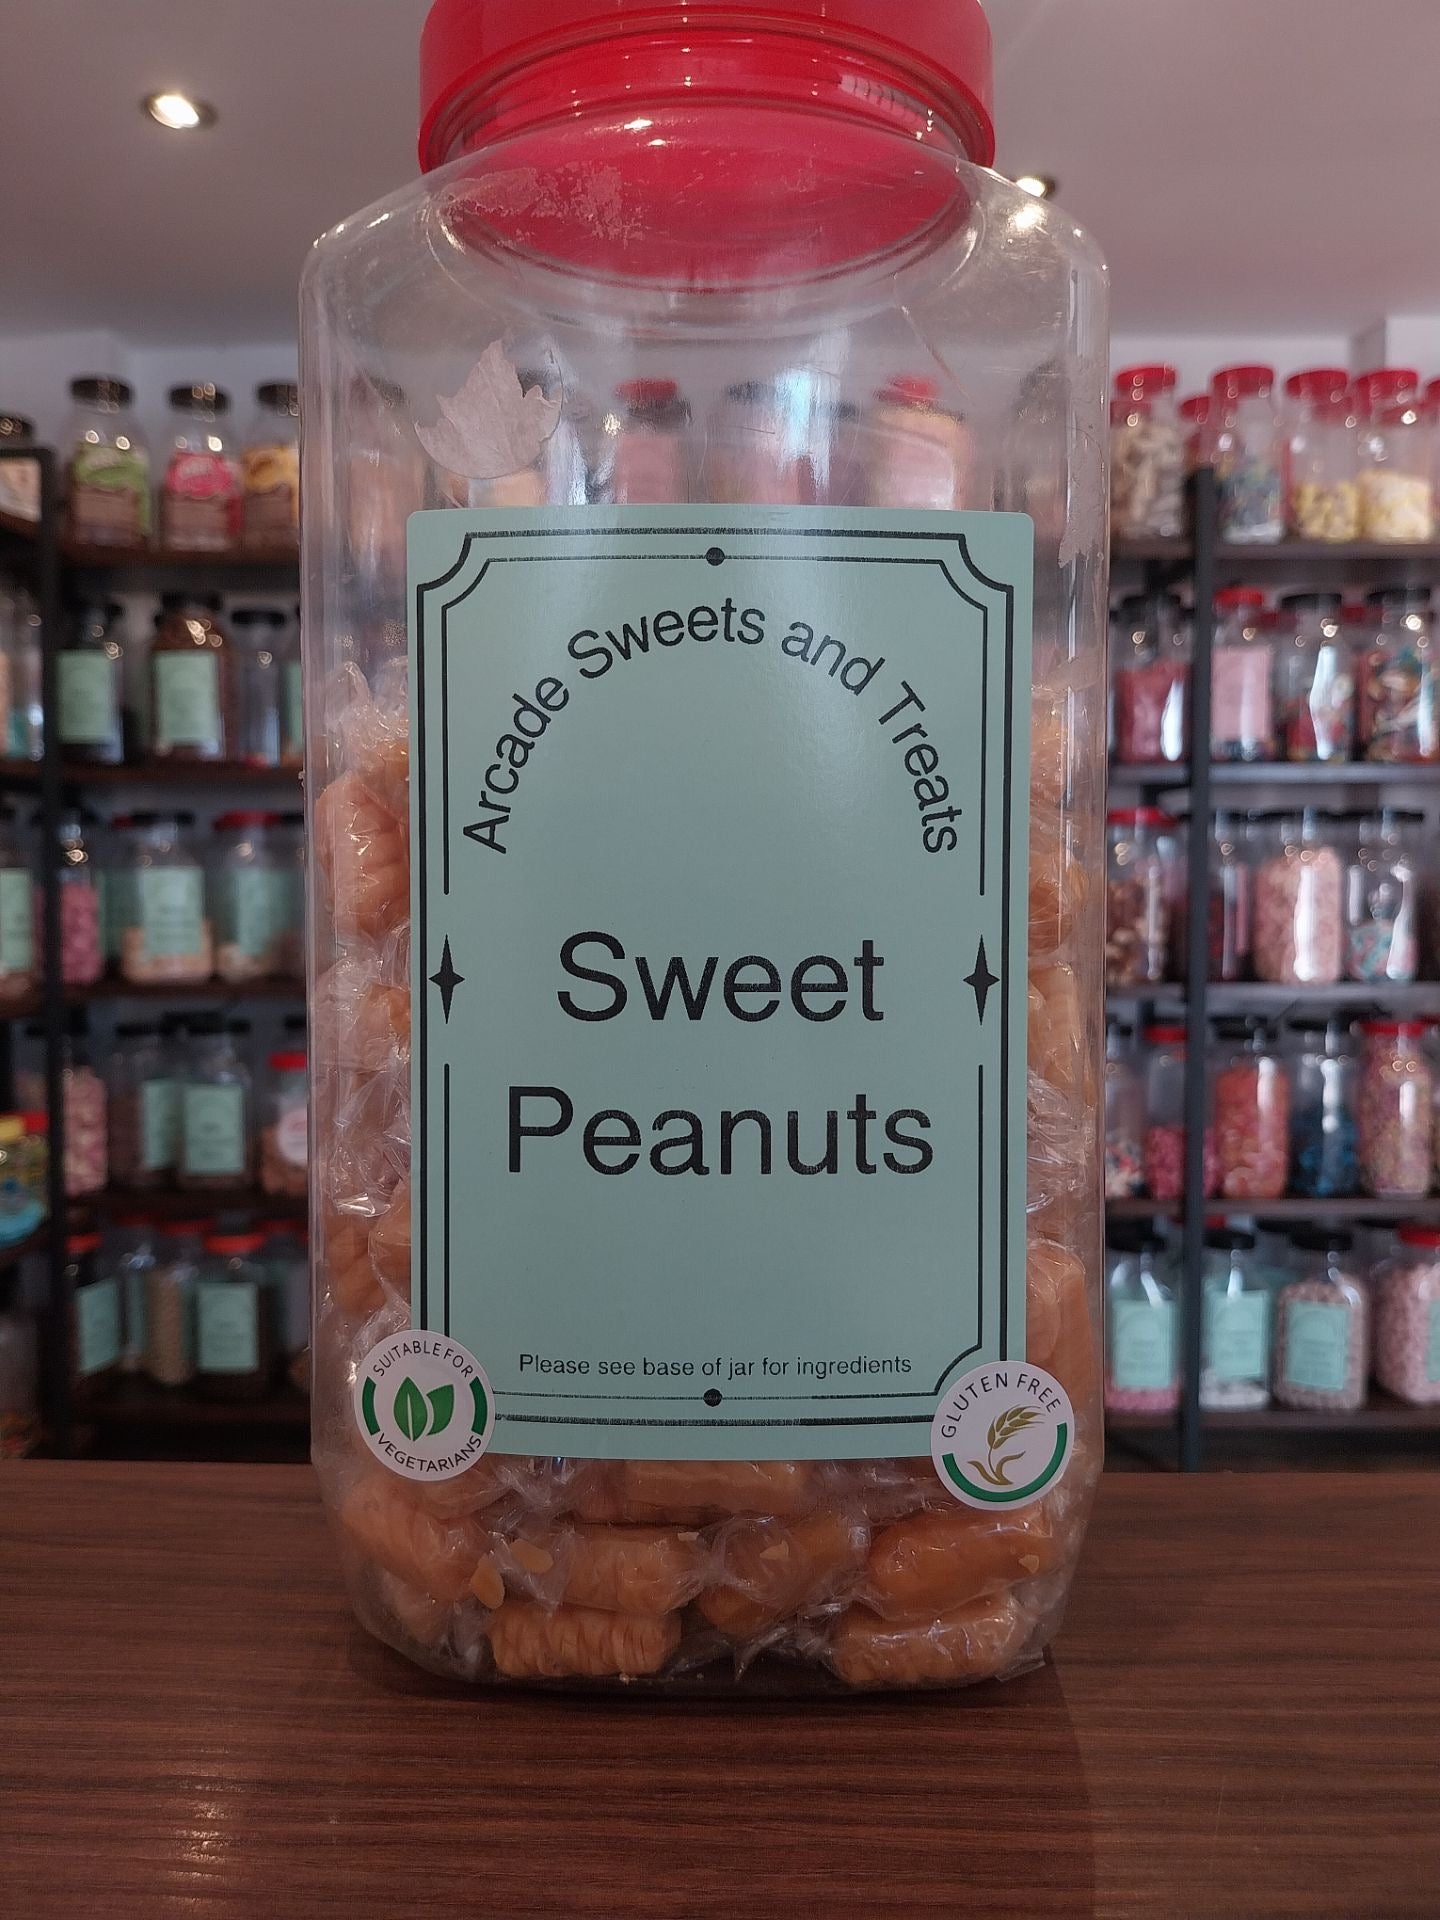 Arcade Sweets and Treats
Sweet
Peanuts
Please see base of jar for ingredients
SUITABLE FOR
VEGETARIANS
GLUTEN FREE